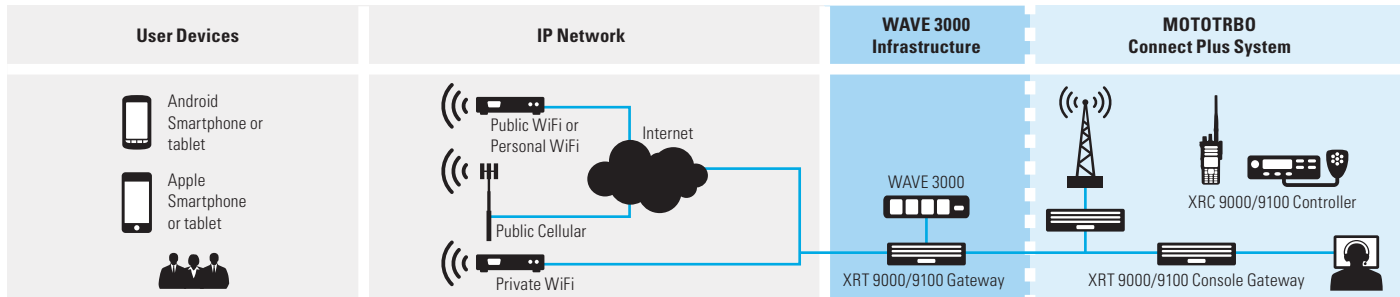 User Devices
IP Network
WAVE 3000
Infrastructure
MOTOTRBO
Connect Plus System
Android
Smartphone or
tablet
Apple
Smartphone
or tablet
Public WiFi or
Personal WiFi
Internet
Public Cellular
Private WiFi
WAVE 3000
XRT 9000/9100 Gateway
XRC 9000/9100 Controller
XRT 9000/9100 Console Gateway